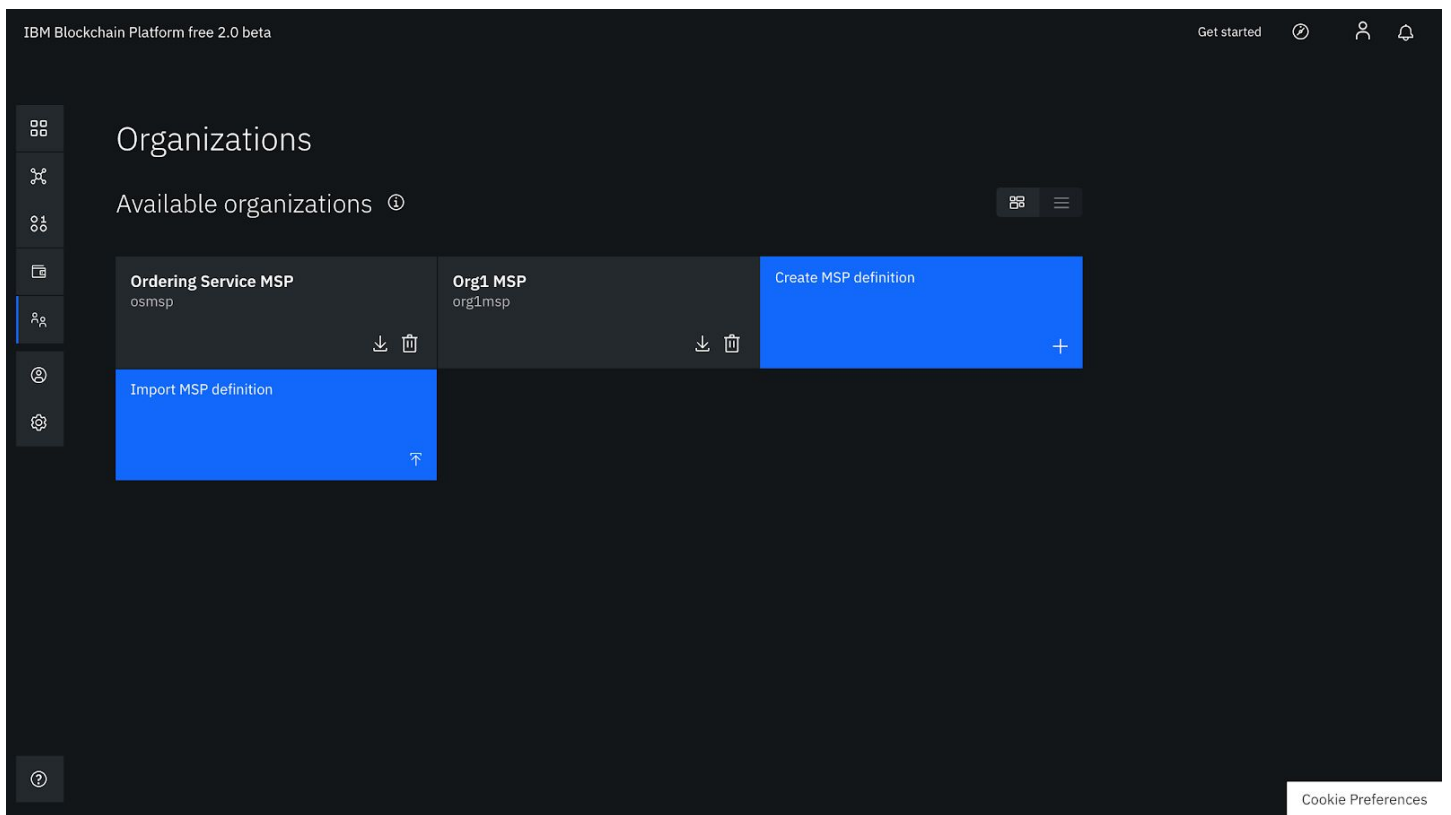 IBM Blockchain Platform free 2.0 beta
Get started
Organizations
Available organizations
Ordering Service MSP
osmsp
Org1 MSP
org1msp
Create MSP definition
Import MSP definition
Cookie Preferences